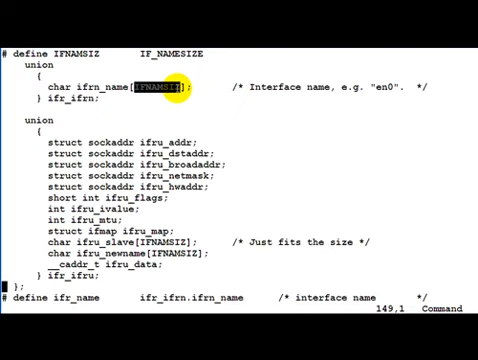 # define IFNAMSIZ IF_NAMESIZE
union
{
char ifrn_name[IFNAMSIZ]; /* Interface name, e.g. "en0". */
} ifr_ifrn;
union
{
struct sockaddr ifru_addr;
struct sockaddr ifru_dstaddr;
struct sockaddr ifru_broadaddr;
struct sockaddr ifru_netmask;
struct sockaddr ifru_hwaddr;
short int ifru_flags;
int ifru_ivalue;
int ifru_mtu;
struct ifmap ifru_map;
char ifru_slave[IFNAMSIZ]; /* Just fits the size */
char ifru_newname[IFNAMSIZ];
__caddr_t ifru_data;
} ifr_ifru;
};
# define ifr_name ifr_ifrn.ifrn_name /* interface name */
149,1 Command